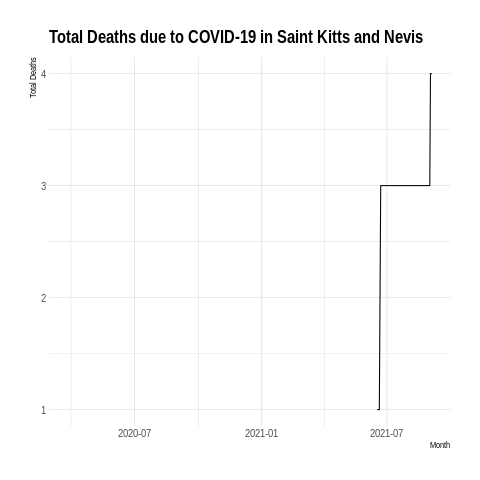 Total Deaths due to COVID-19 in Saint Kitts and Nevis
Total Deaths
4
3
2
1
2020-07 2021-01 2021-07
Month